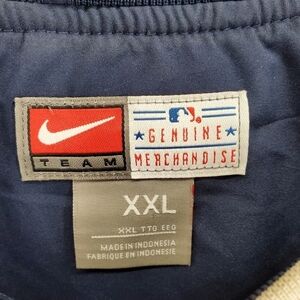 TEAM
GENUINE
MERCHANDISE
XXL
XXL TTG EEG
MADE IN INDONESIA
FABRIQUE EN INDONESIE